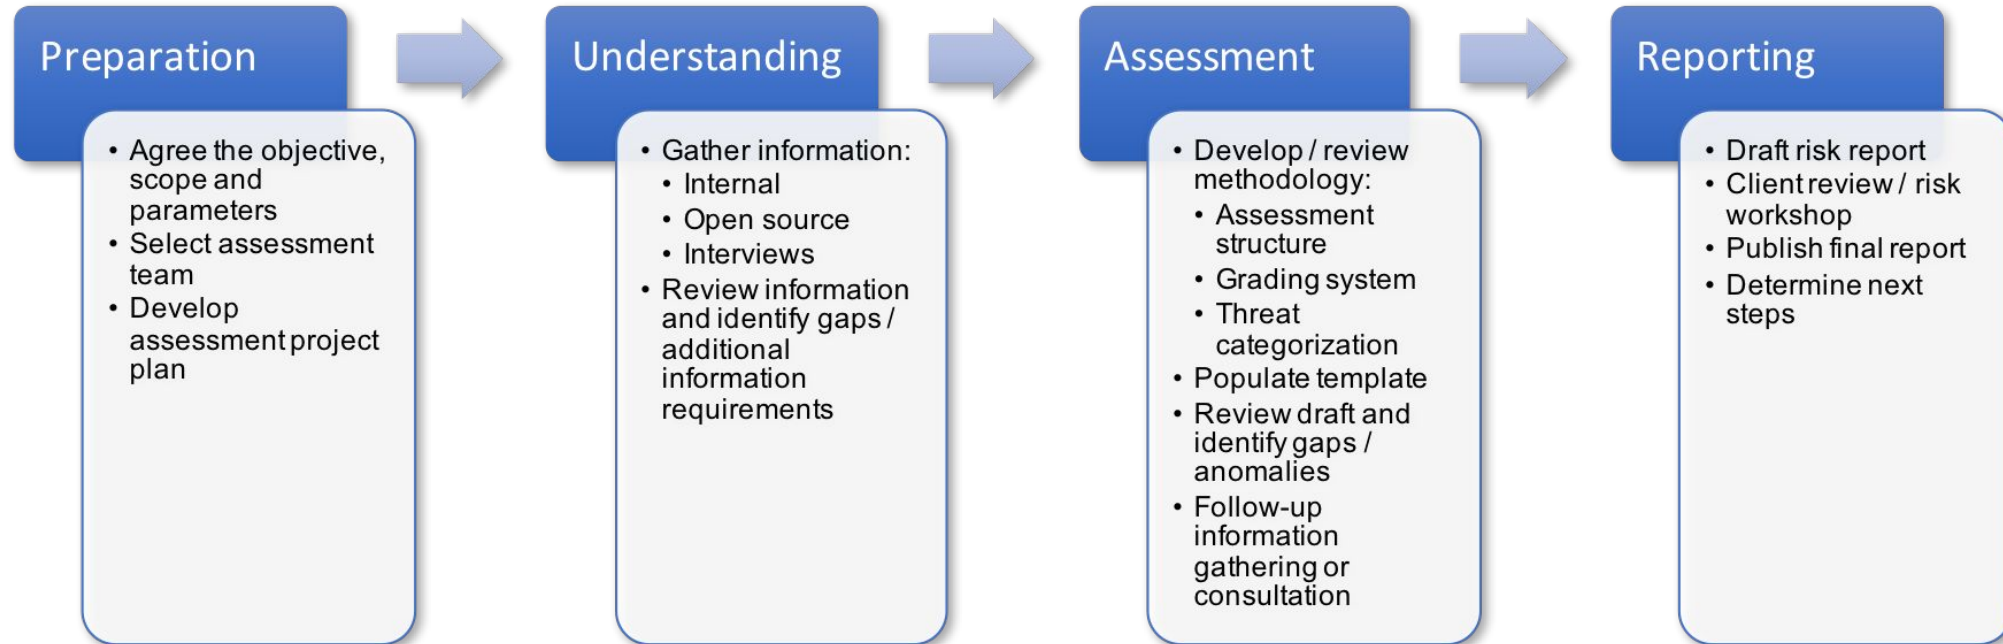 Preparation
• Agree the objective,
scope and
parameters
• Select assessment
team
• Develop
assessment project
plan
Understanding
• Gather information:
• Internal
• Open source
• Interviews
• Review information
and identify gaps /
additional
information
requirements
Assessment
• Develop / review
methodology:
• Assessment
structure
• Grading system
• Threat
categorization
• Populate template
• Review draft and
identify gaps /
anomalies
• Follow-up
information
gathering or
consultation
Reporting
• Draft risk report
• Client review / risk
workshop
• Publish final report
• Determine next
steps